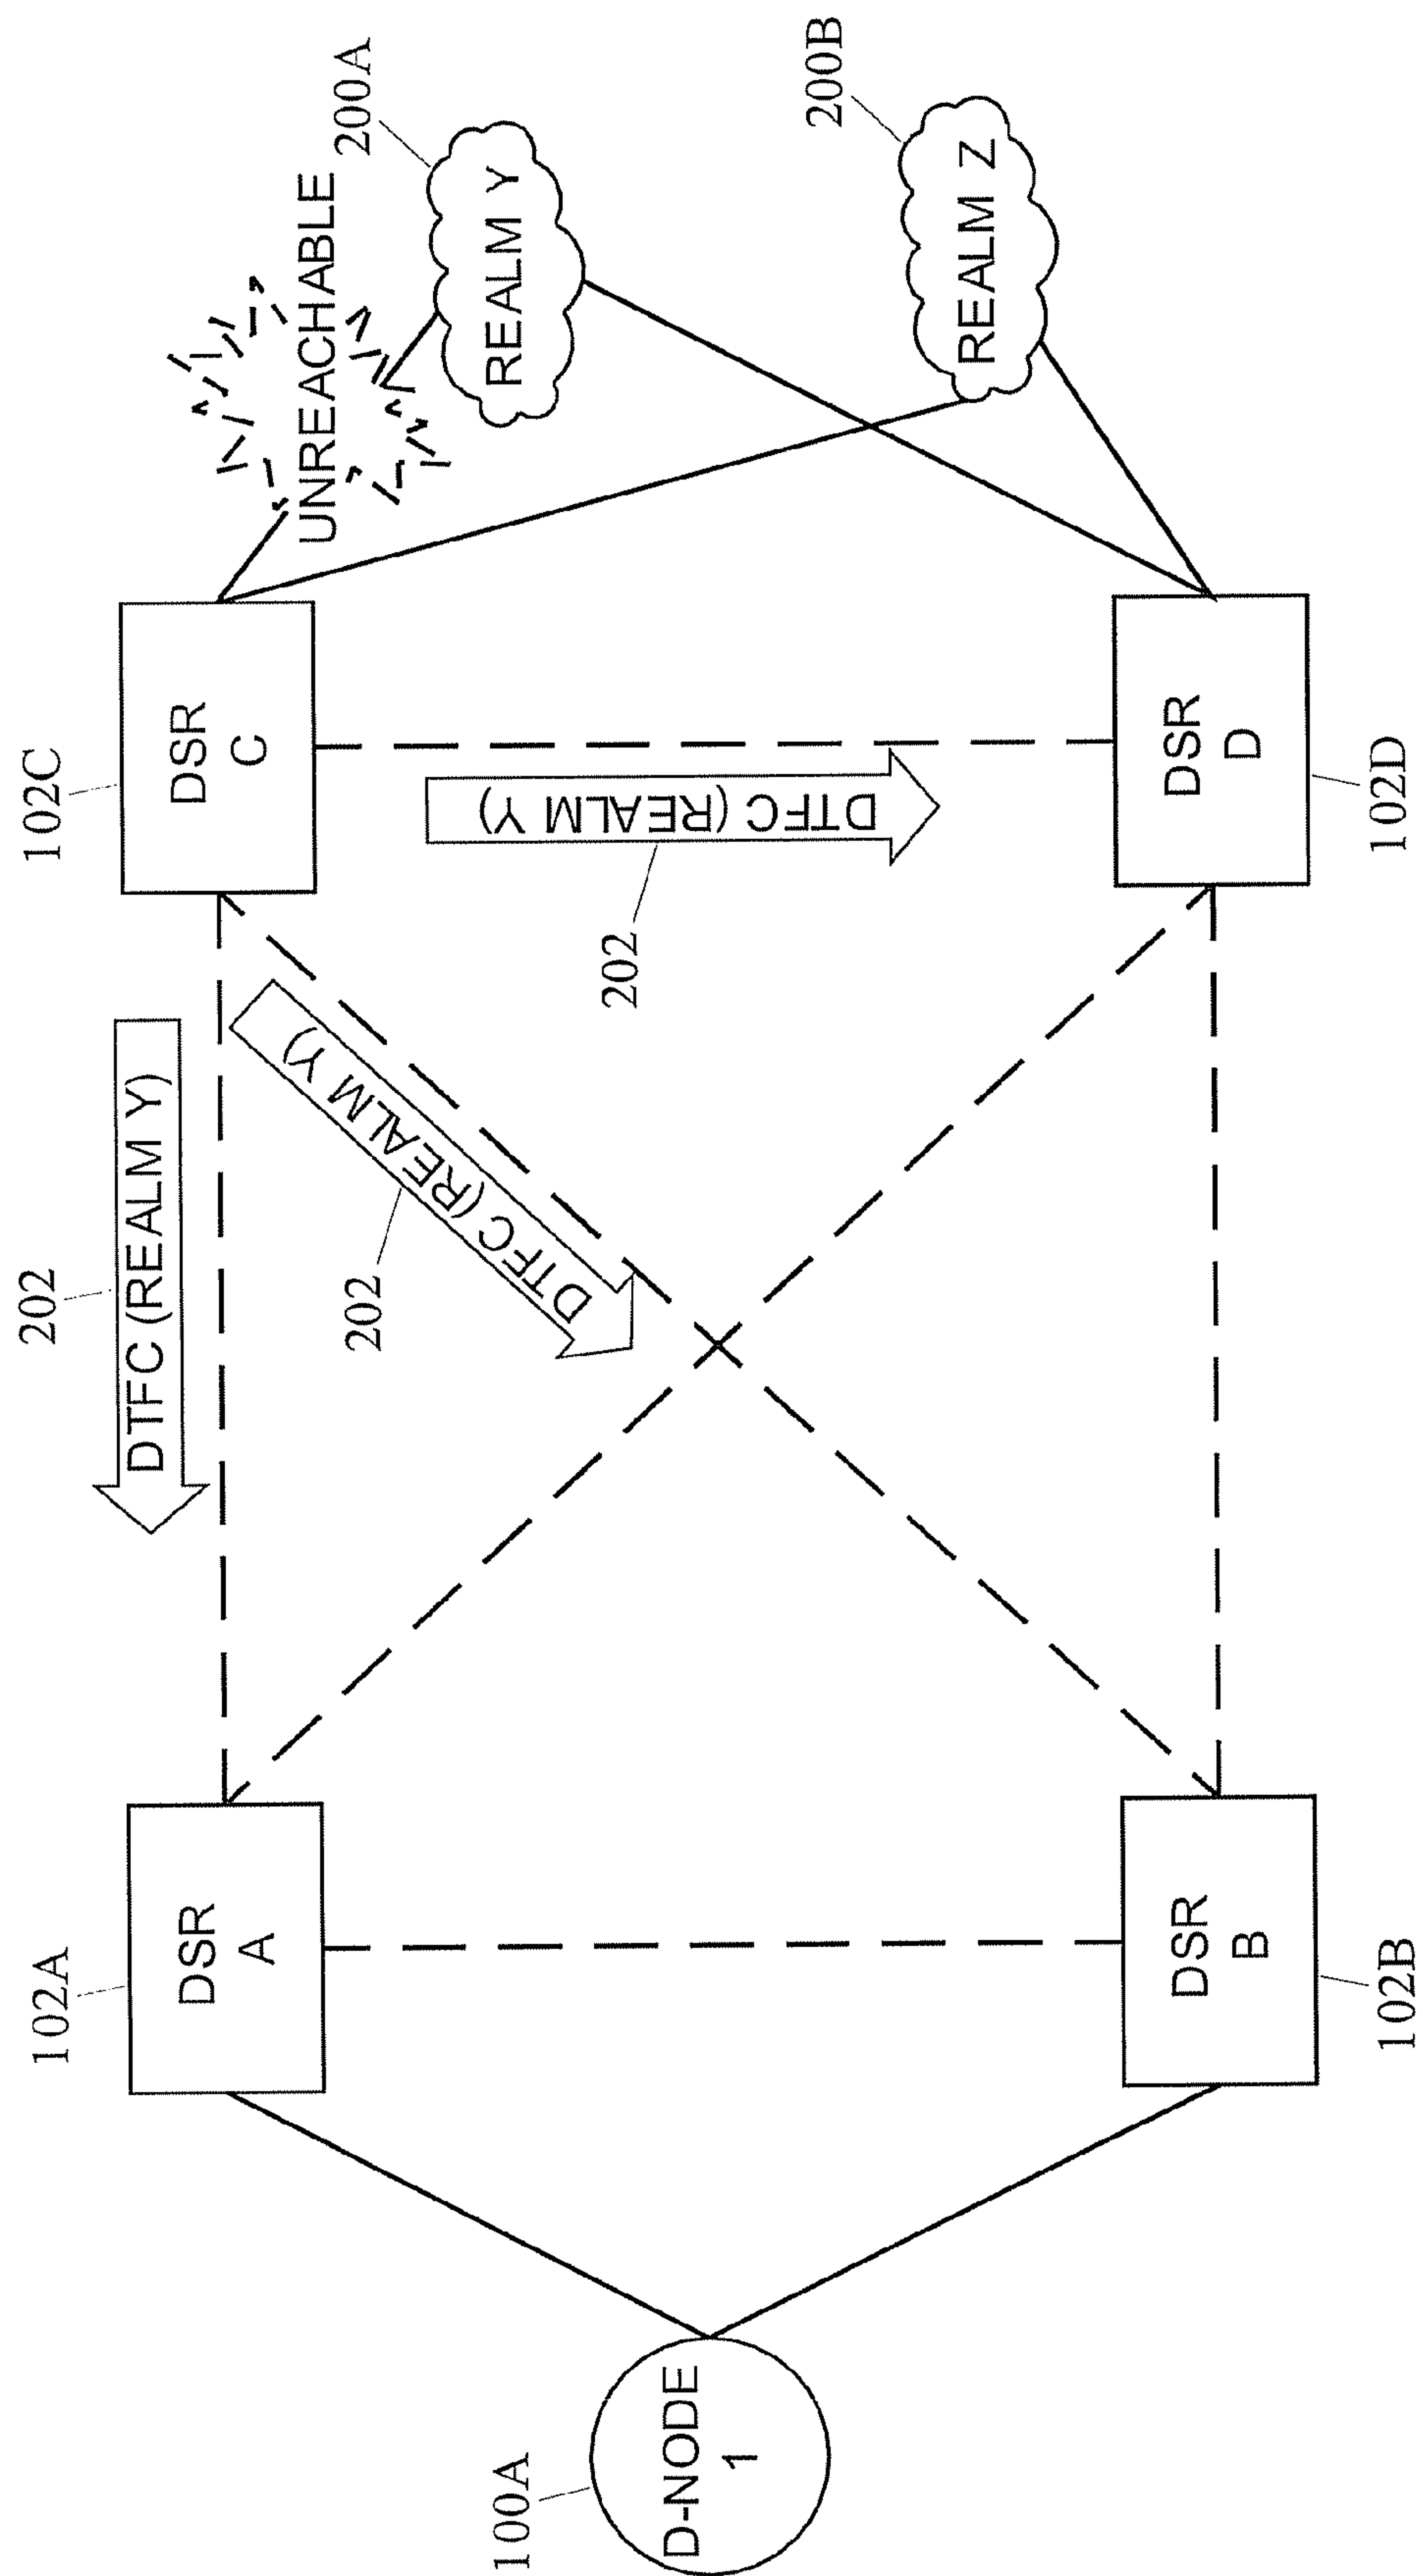 102A
DSR
A
202
DTFC (REALM Y)
102C
DSR
C
UNREACHABLE
200A
REALM Y
202
DTFC (REALM Y)
202
DTFC (REALM Y)
100A
D-NODE
1
200B
REALM Z
DSR
B
102B
DSR
D
102D